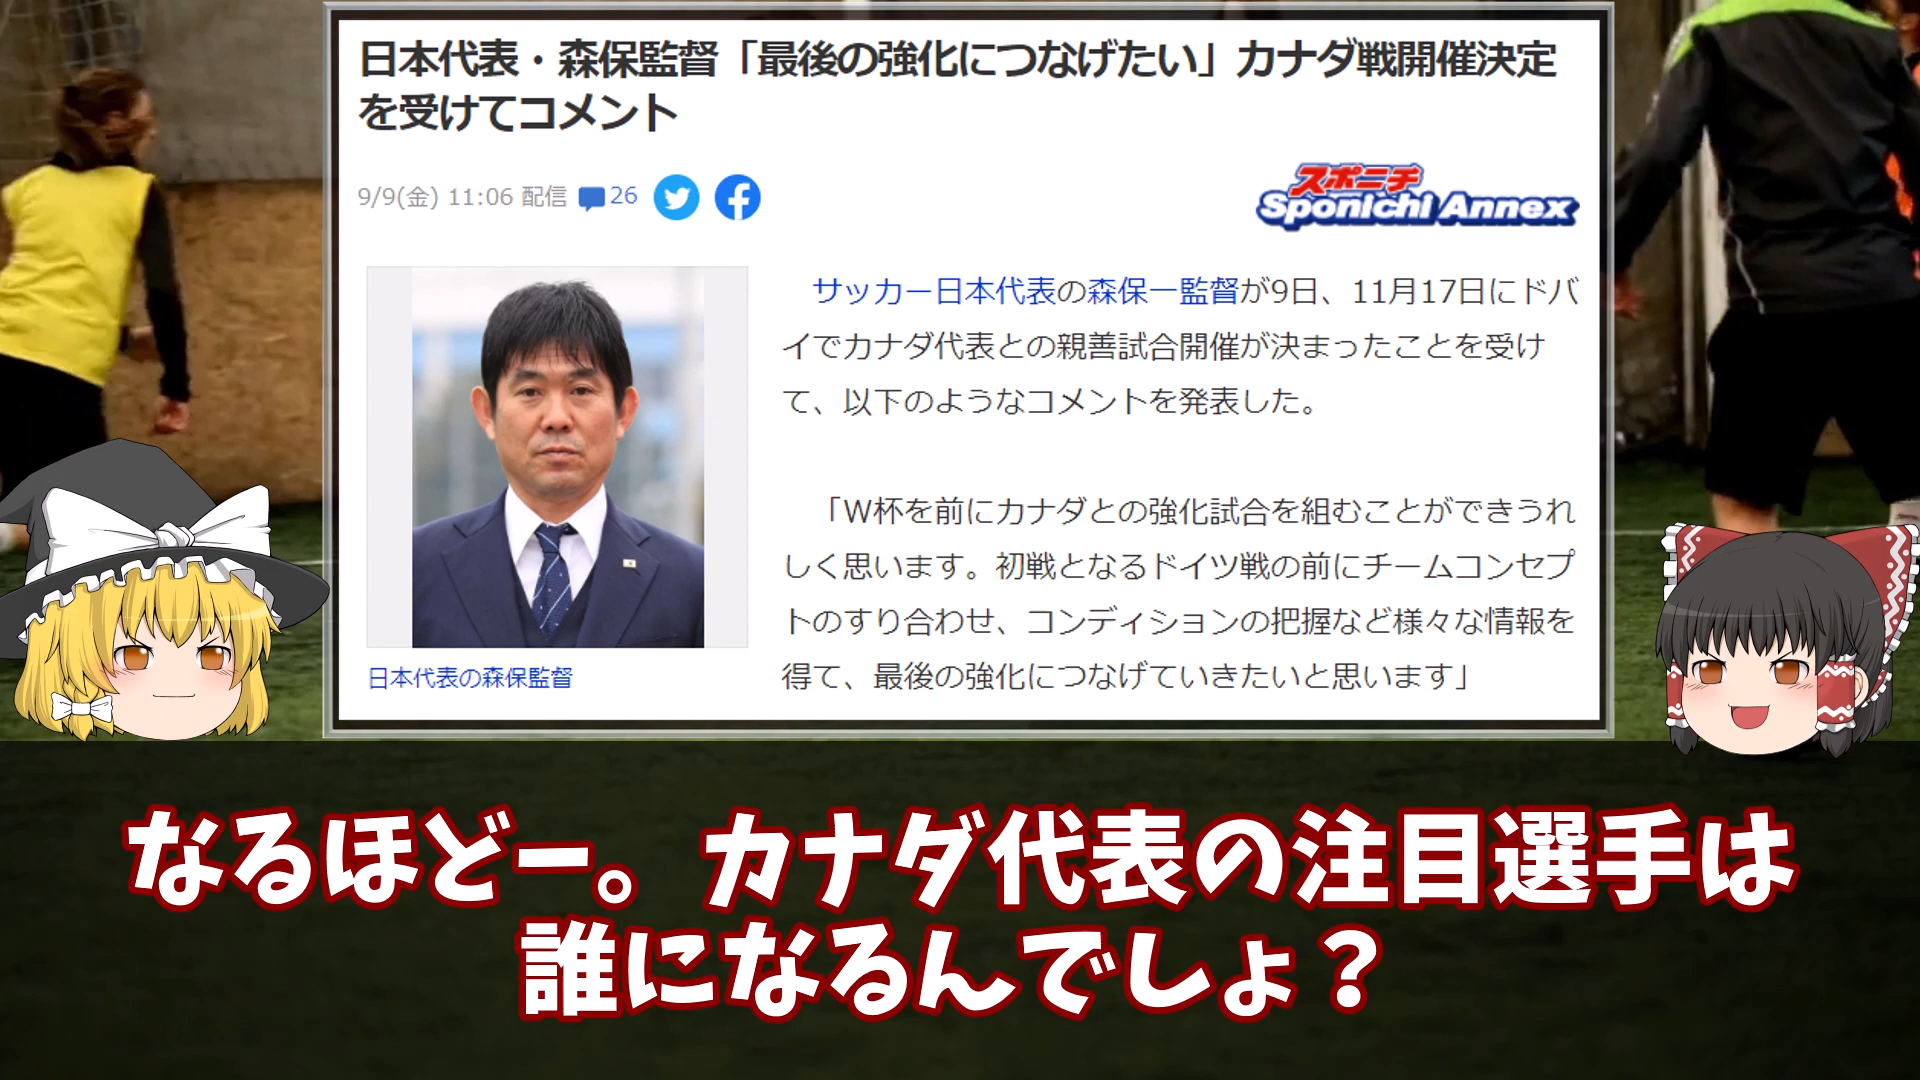 日本代表・森保監督「最後の強化につなげたい」カナダ戦開催決定
を受けてコメント
9/9(金) 11:06 配信 26
スポニチ
Sponichi Annex
サッカー日本代表の森保一監督が9日、11月17日にドバ
イでカナダ代表との親善試合開催が決まったことを受け
て、以下のようなコメントを発表した。
「W杯を前にカナダとの強化試合を組むことができうれ
しく思います。初戦となるドイツ戦の前にチームコンセプ
トのすり合わせ、コンディションの把握など様々な情報を
得て、最後の強化につなげていきたいと思います」
日本代表の森保監督
なるほどー。カナダ代表の注目選手は
誰になるんでしょ？